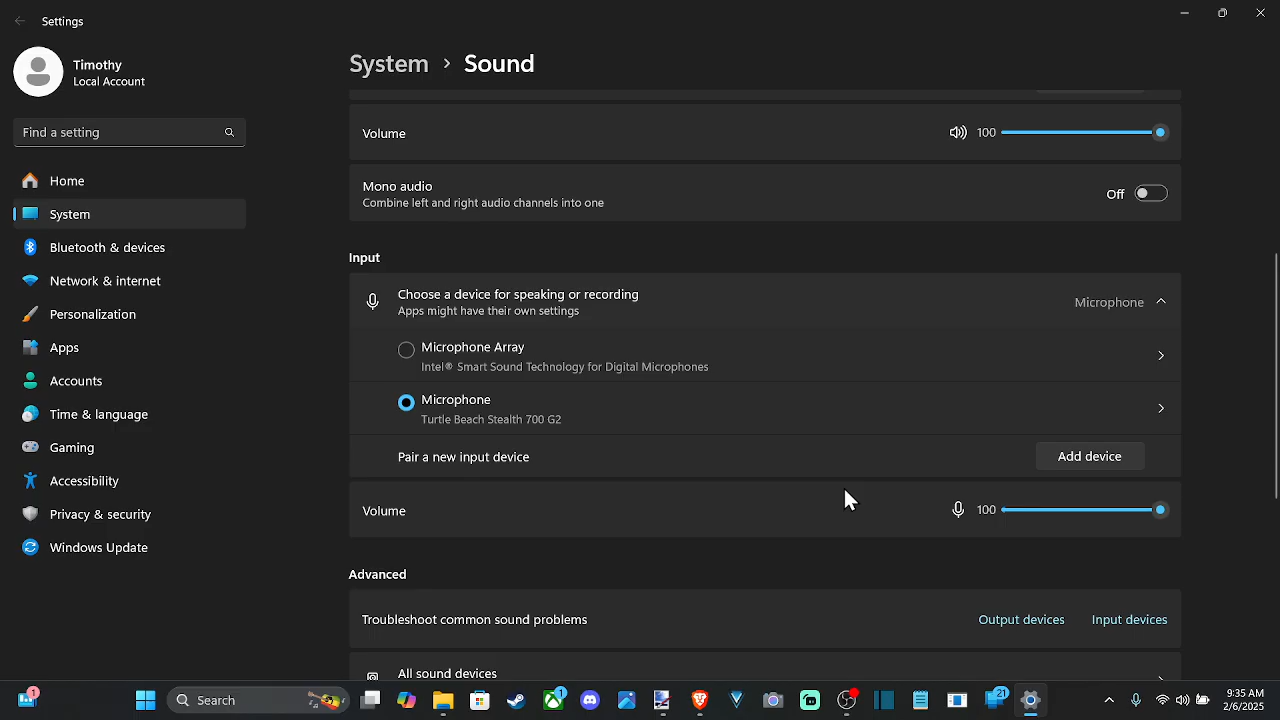 Settings
Timothy
Local Account
Find a setting
Home
System
Bluetooth & devices
Network & internet
Personalization
Apps
Accounts
Time & language
Gaming
Accessibility
Privacy & security
Windows Update
System > Sound
Volume 100
Mono audio
Combine left and right audio channels into one
Off
Input
Choose a device for speaking or recording
Apps might have their own settings
Microphone
Microphone Array
Intel® Smart Sound Technology for Digital Microphones
Microphone
Turtle Beach Stealth 700 G2
Pair a new input device
Add device
Volume 100
Advanced
Troubleshoot common sound problems
Output devices
Input devices
All sound devices
1
Search
1
21
9:35 AM
2/6/2025